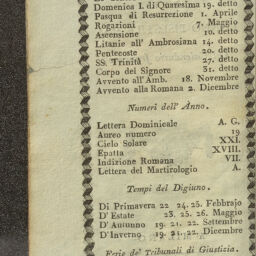 Domenica I. di Quaresima 19. detto
Pasqua di Resurrezione 1. Aprile
Rogazioni 7. Maggio
Ascensione 10. detto
Litanie all' Ambrosiana 14. detto
Pentecoste 20. detto
SS. Trinità 27. detto
Corpo del Signore 31. detto
Avvento all' Amb. 18. Novembre
Avvento alla Romana 2. Dicembre
Numeri dell' Anno.
Lettera Dominicale A. G.
Aureo numero 19
Ciclo Solare XXI.
Epatta XVIII.
Indizione Romana VII.
Lettera del Martirologio A.
Tempi del Digiuno.
Di Primavera 22 24. 25. Febbrajo
D' Estate 23. 25. 26. Maggio
D' Autunno 19. 21. 22. Settembre
D' Inverno 19. 21. 22. Dicembre
Ferie de' Tribunali di Giustizia.